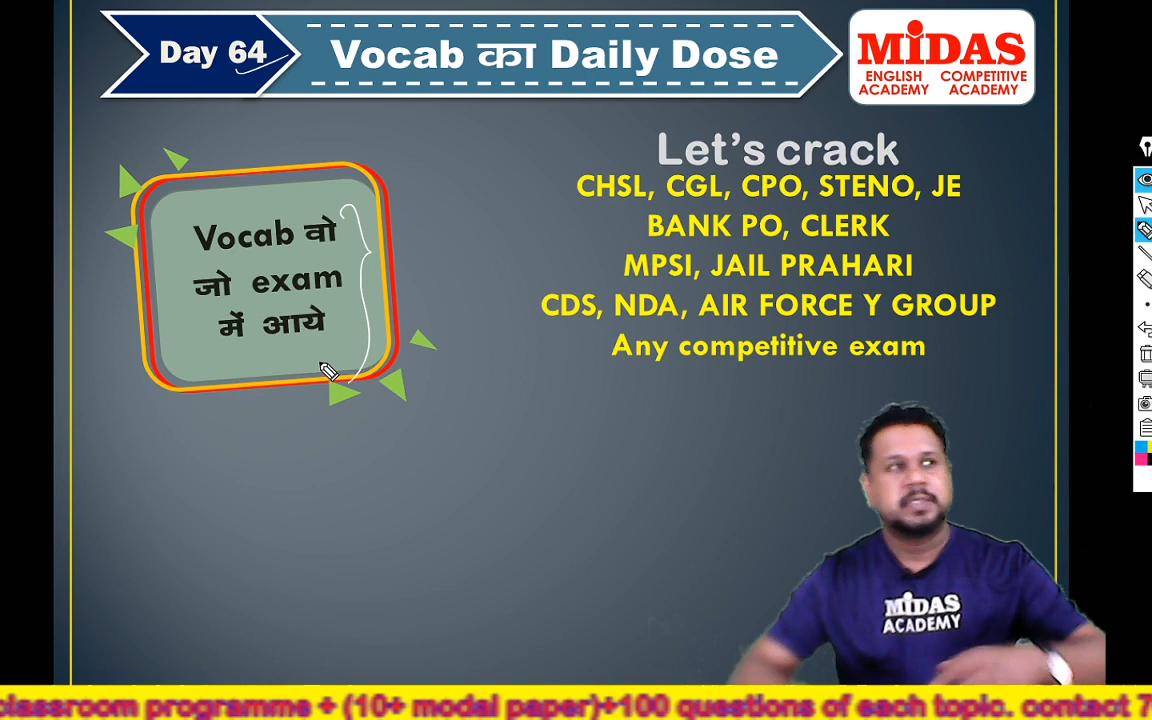 Day 64
Vocab का Daily Dose
MiDAS
ENGLISH ACADEMY
COMPETITIVE ACADEMY
Vocab वो
जो exam
में आये
Let's crack
CHSL, CGL, CPO, STENO, JE
BANK PO, CLERK
MPSI, JAIL PRAHARI
CDS, NDA, AIR FORCE Y GROUP
Any competitive exam
MiDAS
ACADEMY
classroom programme + (10+ modal paper)+100 questions of each topic. contact 7